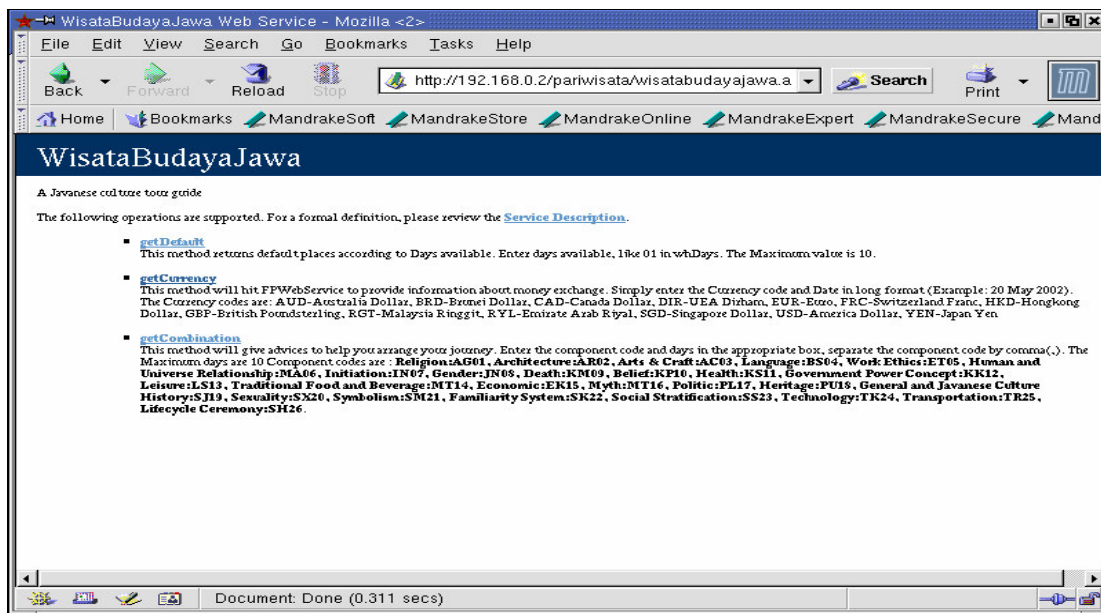 WisataBudayaJawa Web Service - Mozilla <2>
File Edit View Search Go Bookmarks Tasks Help
Back Forward Reload Stop http://192.168.0.2/pariwisata/wisatabudayajawa.a Search Print
Home Bookmarks MandrakeSoft MandrakeStore MandrakeOnline MandrakeExpert MandrakeSecure Mand
WisataBudayaJawa
A Javanese culture tour guide
The following operations are supported. For a formal definition, please review the Service Description.
getDefault
This method returns default places according to Days available. Enter days available, like 01 in whDays. The Maximum value is 10.
getCurrency
This method will hit FPWebService to provide information about money exchange. Simply enter the Currency code and Date in long format (Example: 20 May 2002).
The Currency codes are: AUD-Australia Dollar, BRD-Brunei Dollar, CAD-Canada Dollar, DIR-UEA Dirham, EUR-Euro, FRC-Switzerland Franc, HKD-Hongkong
Dollar, GBP-British Poundsterling, RGT-Malaysia Ringgit, RYL-Emirate Arab Riyal, SGD-Singapore Dollar, USD-America Dollar, YEN-Japan Yen
getCombination
This method will give advices to help you arrange your journey. Enter the component code and days in the appropriate box, separate the component code by comma(,). The
Maximum days are 10 Component codes are : Religion:AG01, Architecture:AR02, Arts & Craft:AC03, Language:BS04, Work Ethics:ET05, Human and
Universe Relationship:MA06, Initiation:IN07, Gender:JN08, Death:KM09, Belief:KP10, Health:KS11, Government Power Concept:KK12,
Leisure:LS13, Traditional Food and Beverage:MT14, Economic:EK15, Myth:MT16, Politic:PL17, Heritage:PU18, General and Javanese Culture
History:SJ19, Sexuality:SX20, Symbolism:SM21, Familiarity System:SK22, Social Stratification:SS23, Technology:TK24, Transportation:TR25,
Lifecycle Ceremony:SH26.
Document: Done (0.311 secs)